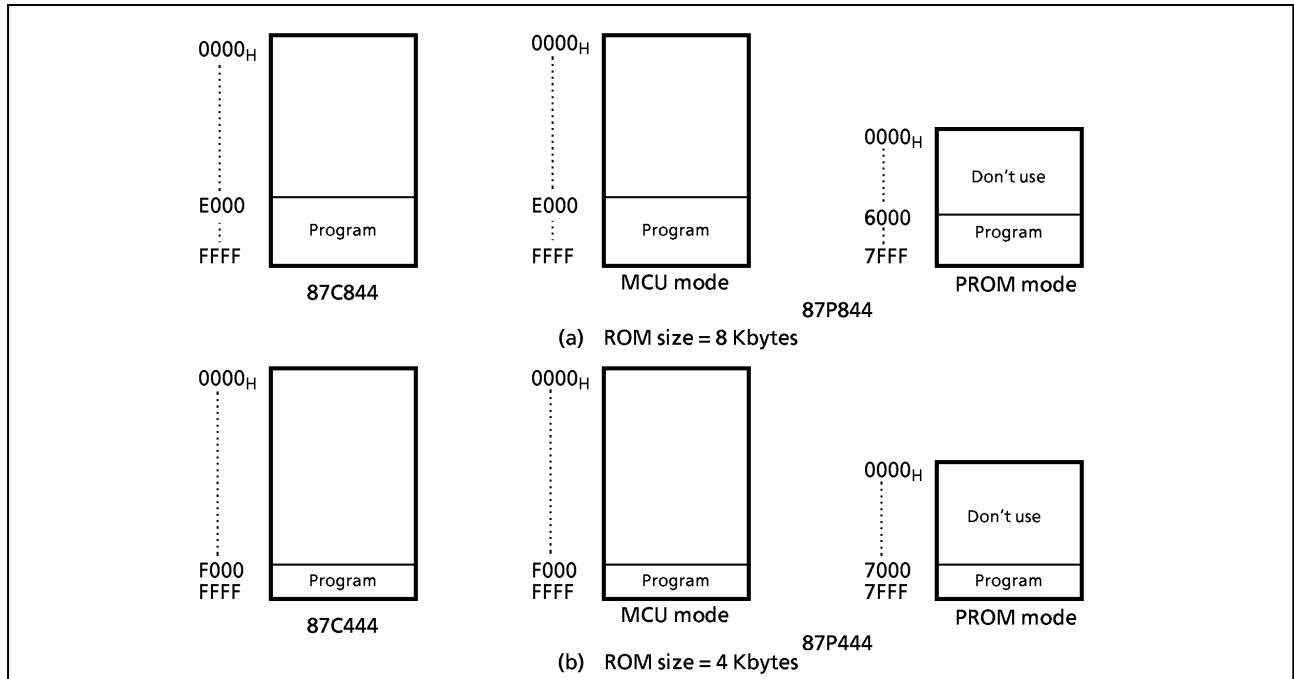 0000H
E000
FFFF
Program
87C844
0000H
E000
FFFF
Program
MCU mode
0000H
6000
7FFF
Don't use
Program
PROM mode
87P844
(a) ROM size = 8 Kbytes
0000H
F000
FFFF
Program
87C444
0000H
F000
FFFF
Program
MCU mode
0000H
7000
7FFF
Don't use
Program
PROM mode
87P444
(b) ROM size = 4 Kbytes